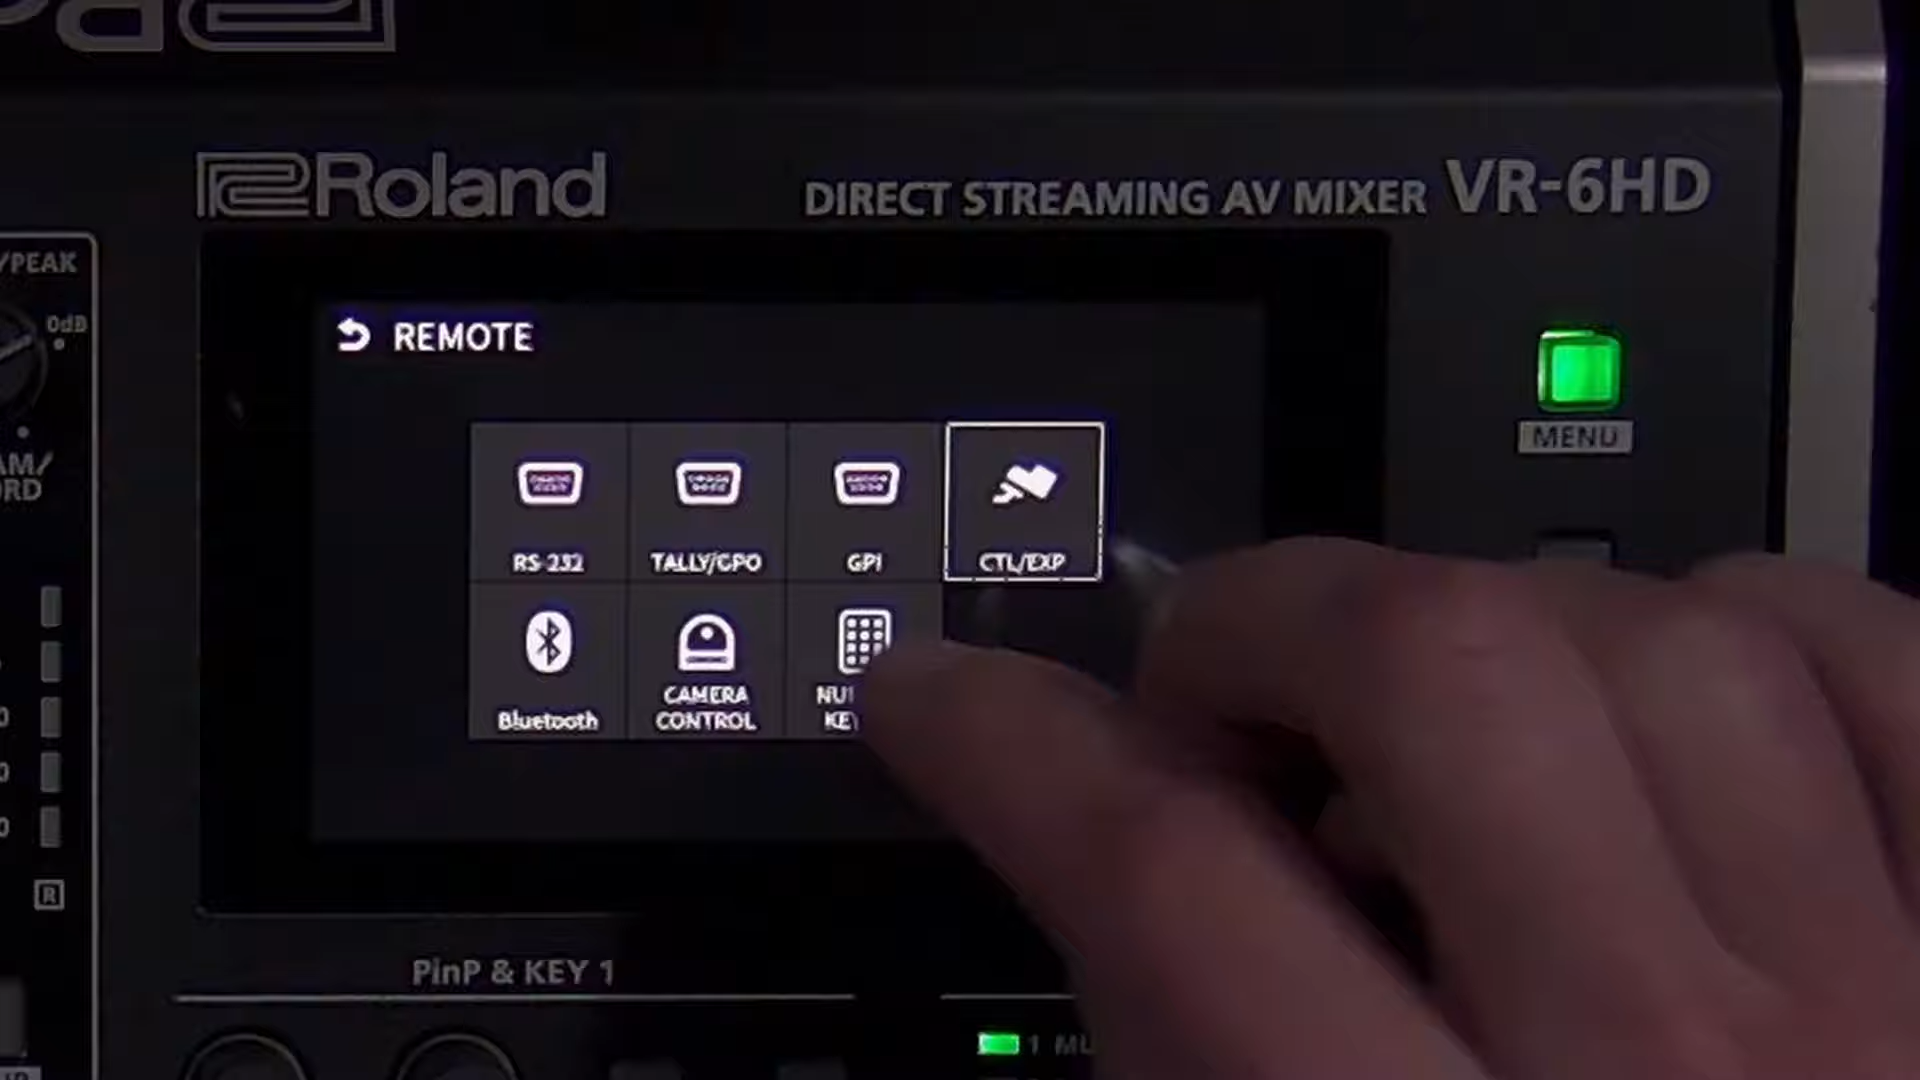 Roland
DIRECT STREAMING AV MIXER VR-6HD
/PEAK
0dB
REMOTE
MENU
RS-232
TALLY/GPO
GPI
CTL/EXP
Bluetooth
CAMERA
CONTROL
R
PinP & KEY 1
1